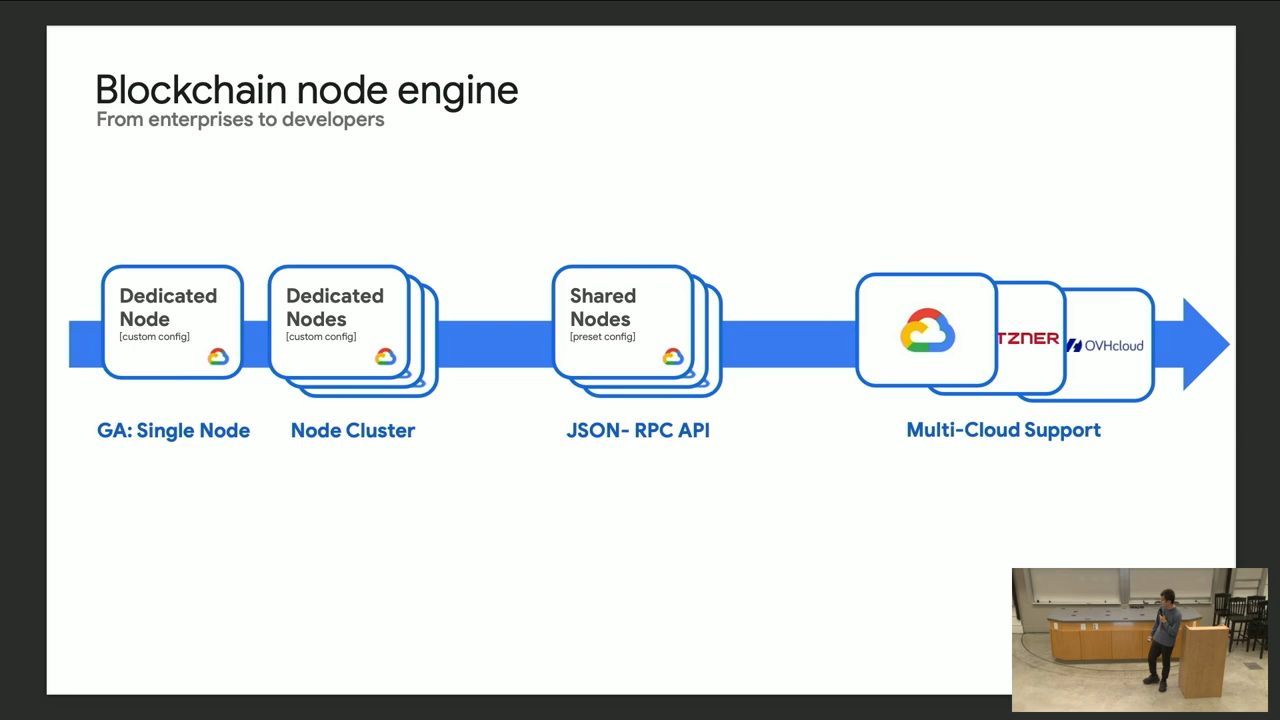 Blockchain node engine
From enterprises to developers
Dedicated
Node
[custom config]
Dedicated
Nodes
[custom config]
Shared
Nodes
[preset config]
TZNER
OVHcloud
GA: Single Node
Node Cluster
JSON- RPC API
Multi-Cloud Support